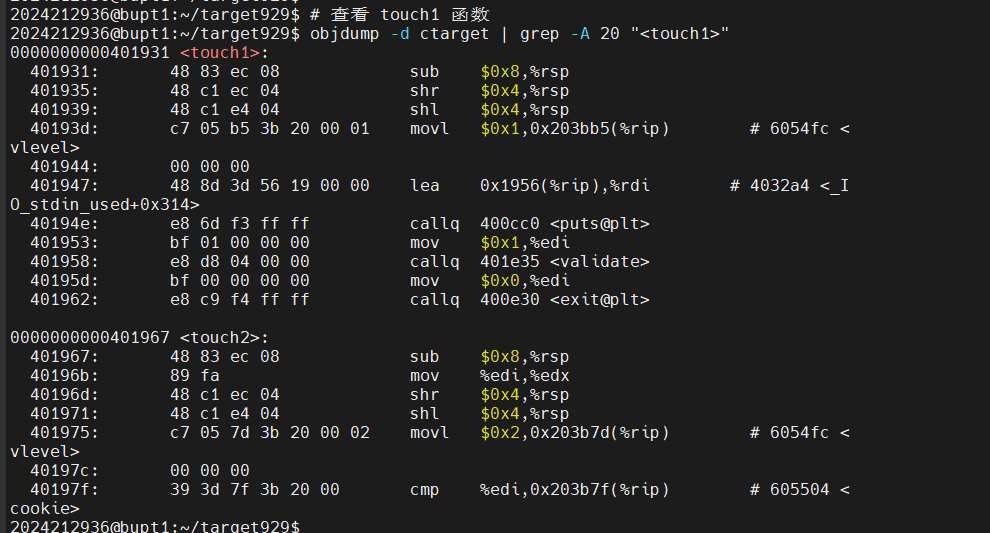 2024212936@bupt1:~/target929$
2024212936@bupt1:~/target929$ # 查看 touch1 函数
2024212936@bupt1:~/target929$ objdump -d ctarget | grep -A 20 "<touch1>"
0000000000401931 <touch1>:
  401931:       48 83 ec 08             sub    $0x8,%rsp
  401935:       48 c1 ec 04             shr    $0x4,%rsp
  401939:       48 c1 e4 04             shl    $0x4,%rsp
  40193d:       c7 05 b5 3b 20 00 01    movl   $0x1,0x203bb5(%rip)        # 6054fc <
vlevel>
  401944:       00 00 00
  401947:       48 8d 3d 56 19 00 00    lea    0x1956(%rip),%rdi        # 4032a4 <_I
O_stdin_used+0x314>
  40194e:       e8 6d f3 ff ff          callq  400cc0 <puts@plt>
  401953:       bf 01 00 00 00          mov    $0x1,%edi
  401958:       e8 d8 04 00 00          callq  401e35 <validate>
  40195d:       bf 00 00 00 00          mov    $0x0,%edi
  401962:       e8 c9 f4 ff ff          callq  400e30 <exit@plt>

0000000000401967 <touch2>:
  401967:       48 83 ec 08             sub    $0x8,%rsp
  40196b:       89 fa                   mov    %edi,%edx
  40196d:       48 c1 ec 04             shr    $0x4,%rsp
  401971:       48 c1 e4 04             shl    $0x4,%rsp
  401975:       c7 05 7d 3b 20 00 02    movl   $0x2,0x203b7d(%rip)        # 6054fc <
vlevel>
  40197c:       00 00 00
  40197f:       39 3d 7f 3b 20 00       cmp    %edi,0x203b7f(%rip)        # 605504 <
cookie>
2024212936@bupt1:~/target929$